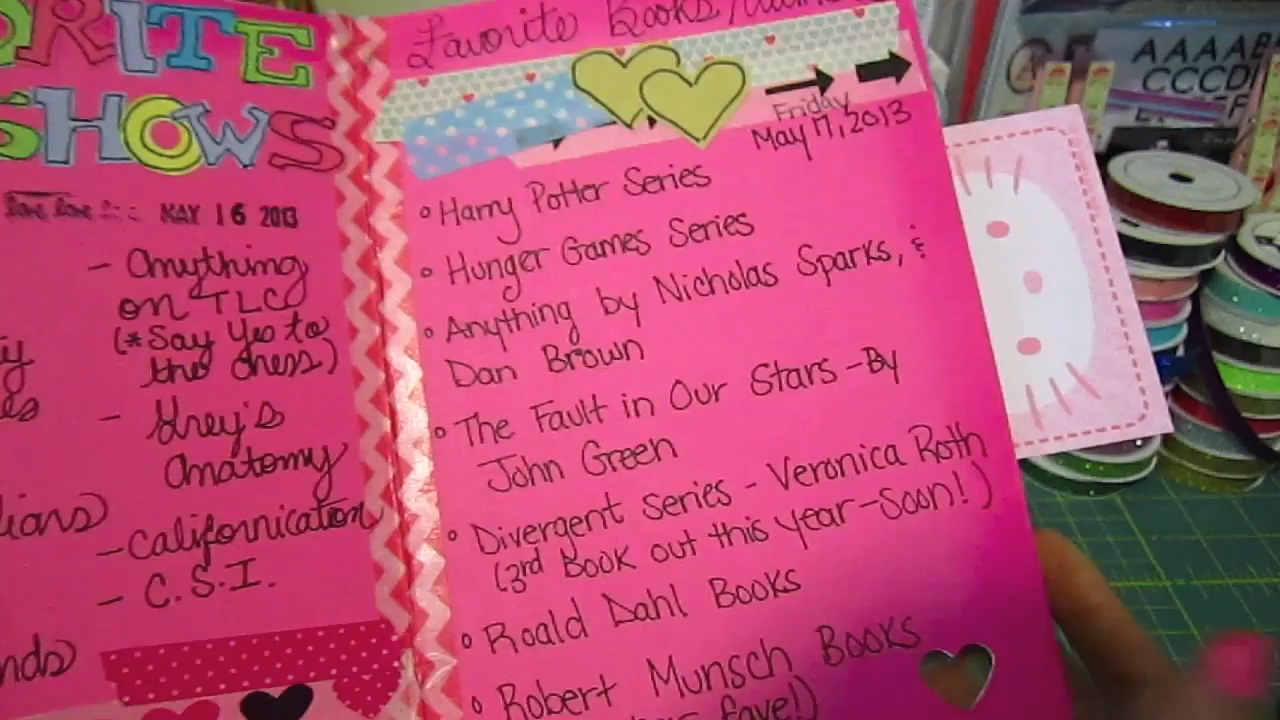 RITE
SHOWS
MAY 16 2013
- Anything
on TLC
(*Say Yes to
the dress)
- Grey's
Anatomy
- Californication
- C.S.I.
Favorite Books
Friday
May 17, 2013
Harry Potter Series
Hunger Games Series
Anything by Nicholas Sparks, &
Dan Brown
The Fault in Our Stars - By
John Green
Divergent Series - Veronica Roth
(3rd Book out this year - soon!)
Roald Dahl Books
Robert Munsch Books
fave!)
AAAAB
CCCD